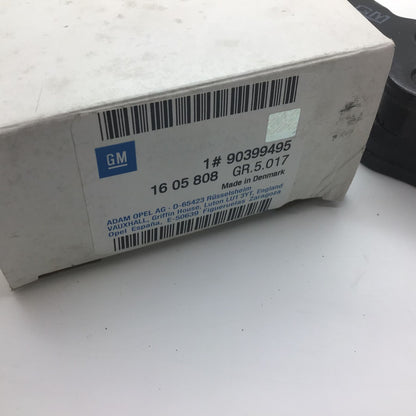 GM
1# 90399495
16 05 808 GR.5.017
Made in Denmark
ADAM OPEL AG - D-65423 Rüsselsheim
VAUXHALL, Griffin House, Luton LU1 3YT, England
Opel España, E-50639 Figueruelas Zaragoza
GM